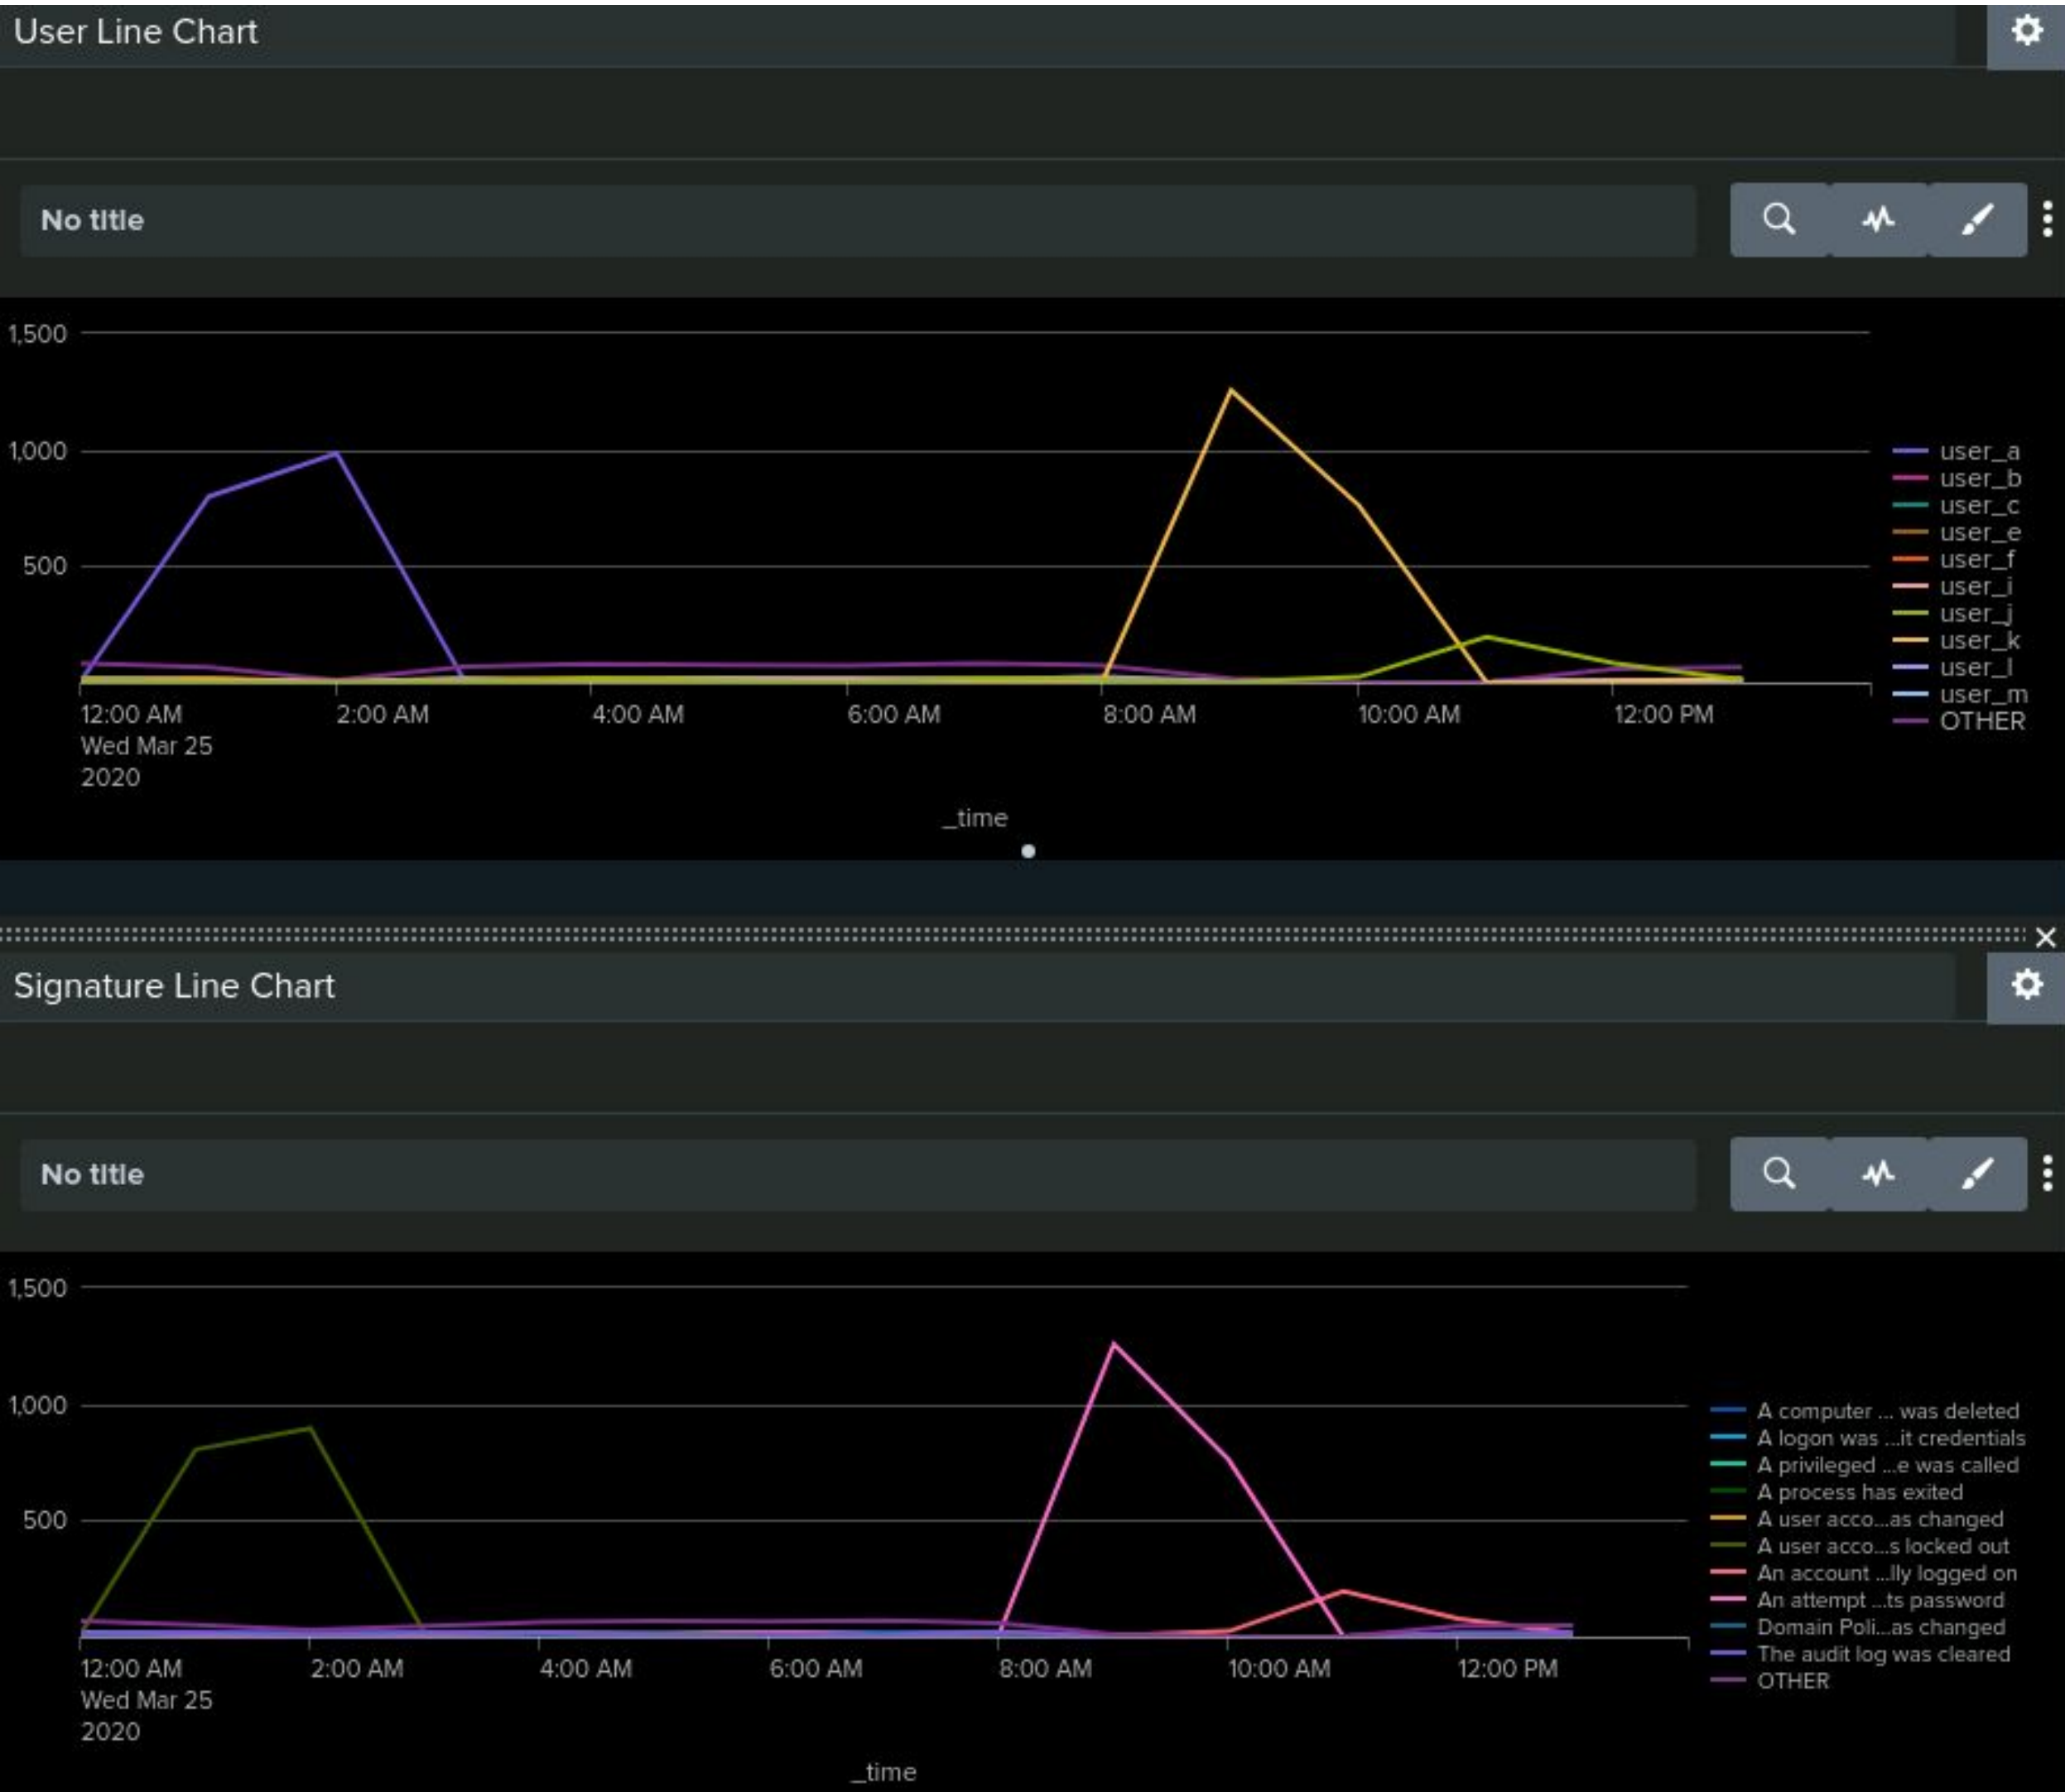 User Line Chart
No title
1,500
1,000
500
12:00 AM
2:00 AM
4:00 AM
6:00 AM
8:00 AM
10:00 AM
12:00 PM
Wed Mar 25
2020
_time
user_a
user_b
user_c
user_e
user_f
user_i
user_j
user_k
user_l
user_m
OTHER
Signature Line Chart
No title
1,500
1,000
500
12:00 AM
2:00 AM
4:00 AM
6:00 AM
8:00 AM
10:00 AM
12:00 PM
Wed Mar 25
2020
_time
A computer ... was deleted
A logon was ...it credentials
A privileged ...e was called
A process has exited
A user acco...as changed
A user acco...s locked out
An account ...lly logged on
An attempt ...ts password
Domain Poli...as changed
The audit log was cleared
OTHER